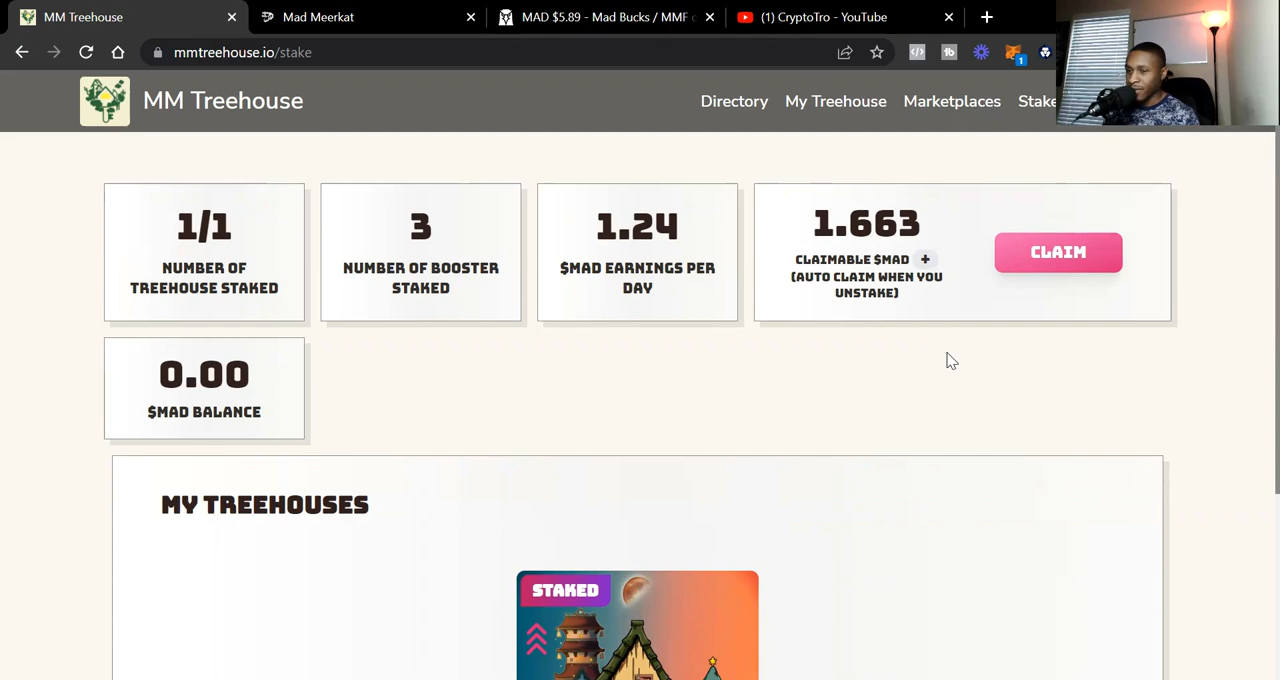 MM Treehouse
Mad Meerkat
MAD $5.89 - Mad Bucks / MMF
(1) CryptoTro - YouTube
mmtreehouse.io/stake
1
MM Treehouse
Directory
My Treehouse
Marketplaces
Stake
1/1
NUMBER OF
TREEHOUSE STAKED
3
NUMBER OF BOOSTER
STAKED
1.24
$MAD EARNINGS PER
DAY
1.663
CLAIMABLE $MAD +
(AUTO CLAIM WHEN YOU
UNSTAKE)
CLAIM
0.00
$MAD BALANCE
MY TREEHOUSES
STAKED